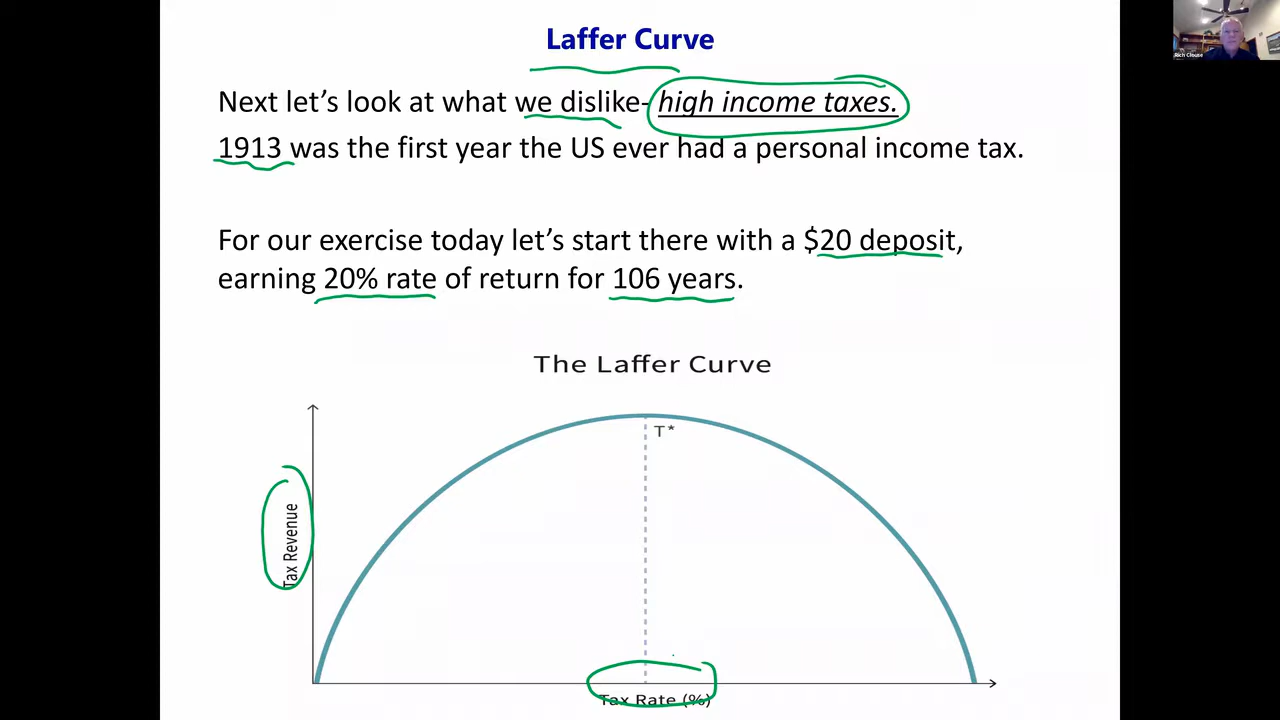 Laffer Curve
Next let's look at what we dislike- high income taxes.
1913 was the first year the US ever had a personal income tax.
For our exercise today let's start there with a $20 deposit,
earning 20% rate of return for 106 years.
The Laffer Curve
T*
Tax Revenue
Tax Rate (%)
Rich Clouse